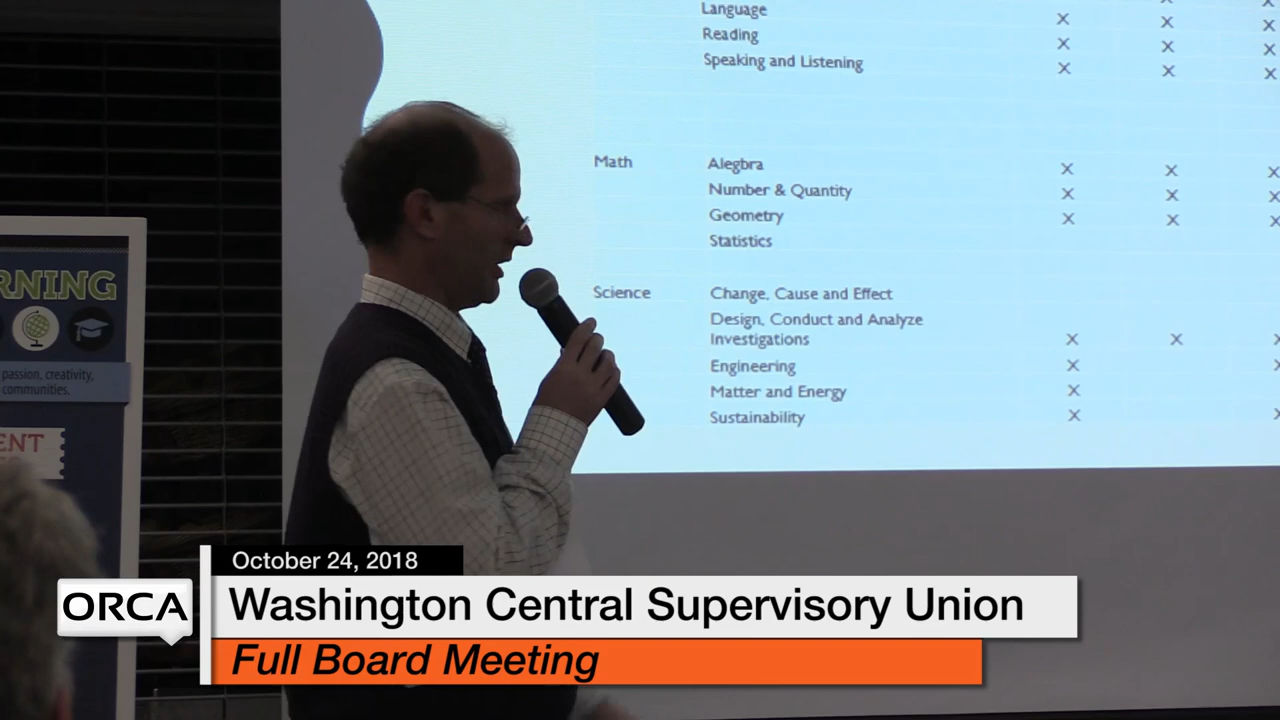 Language X X X
Reading X X X
Speaking and Listening X X X
Math Alegbra X X X
Number & Quantity X X X
Geometry X X X
Statistics
Science Change, Cause and Effect
Design, Conduct and Analyze
Investigations X X X
Engineering X X
Matter and Energy X
Sustainability X X
RNING
passion, creativity,
communities.
ENT
October 24, 2018
ORCA
Washington Central Supervisory Union
Full Board Meeting